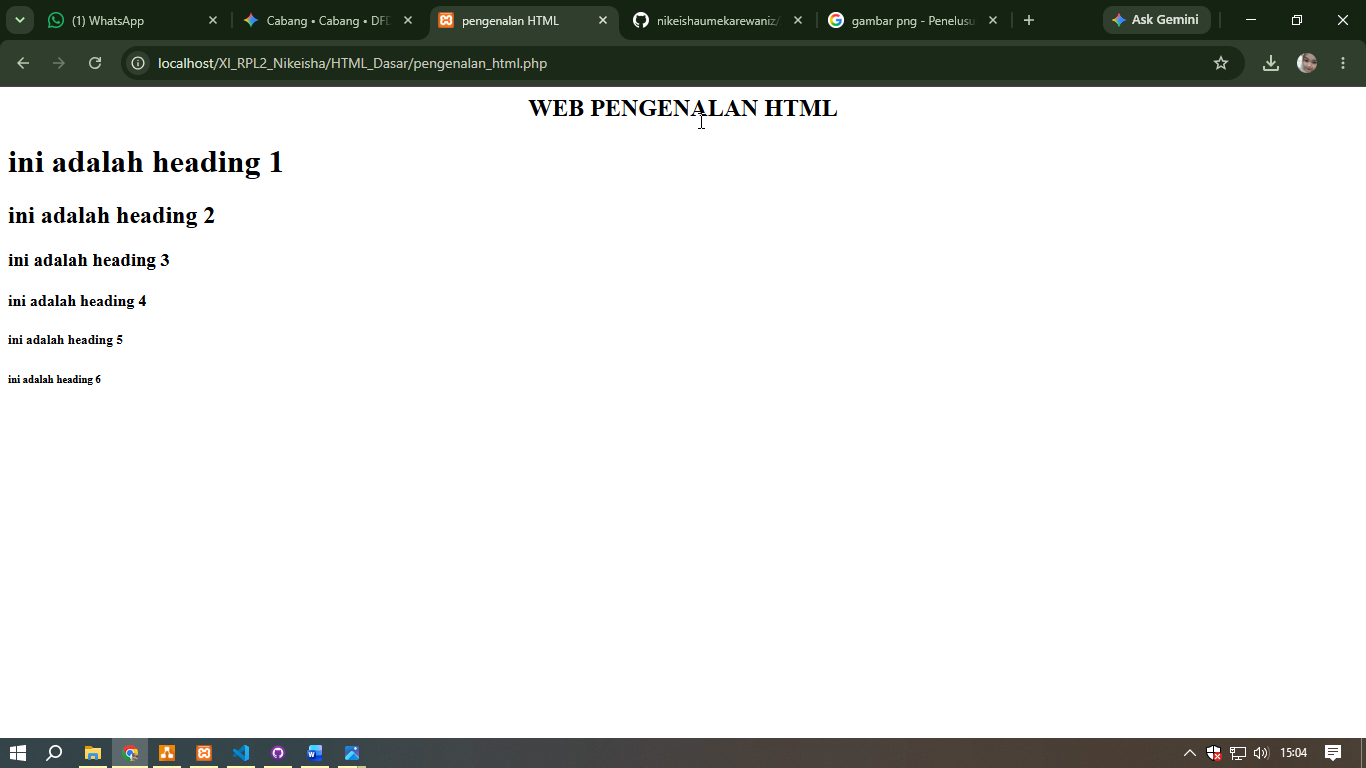 (1) WhatsApp
Cabang • Cabang • DFD
pengenalan HTML
nikeishaumekarewaniz/
gambar png - Penelusu
Ask Gemini
localhost/XI_RPL2_Nikeisha/HTML_Dasar/pengenalan_html.php
WEB PENGENALAN HTML
ini adalah heading 1
ini adalah heading 2
ini adalah heading 3
ini adalah heading 4
ini adalah heading 5
ini adalah heading 6
15:04